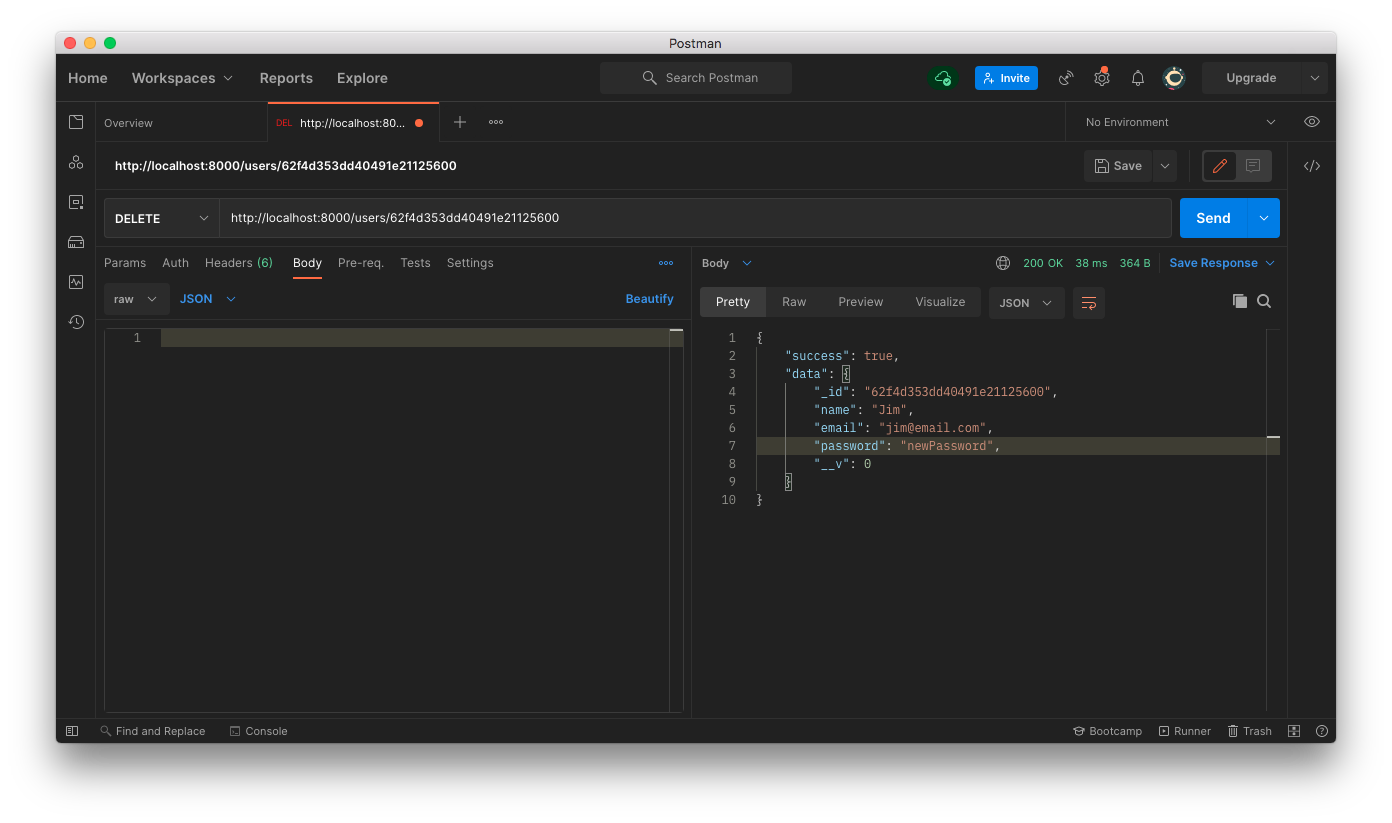 Postman
Home Workspaces Reports Explore Search Postman Invite Upgrade
Overview DEL http://localhost:80... No Environment
http://localhost:8000/users/62f4d353dd40491e21125600 Save
DELETE http://localhost:8000/users/62f4d353dd40491e21125600 Send
Params Auth Headers (6) Body Pre-req. Tests Settings
raw JSON Beautify
1
Body 200 OK 38 ms 364 B Save Response
Pretty Raw Preview Visualize JSON
1 {
2 "success": true,
3 "data": {
4 "_id": "62f4d353dd40491e21125600",
5 "name": "Jim",
6 "email": "jim@email.com",
7 "password": "newPassword",
8 "__v": 0
9 }
10 }
Find and Replace Console Bootcamp Runner Trash